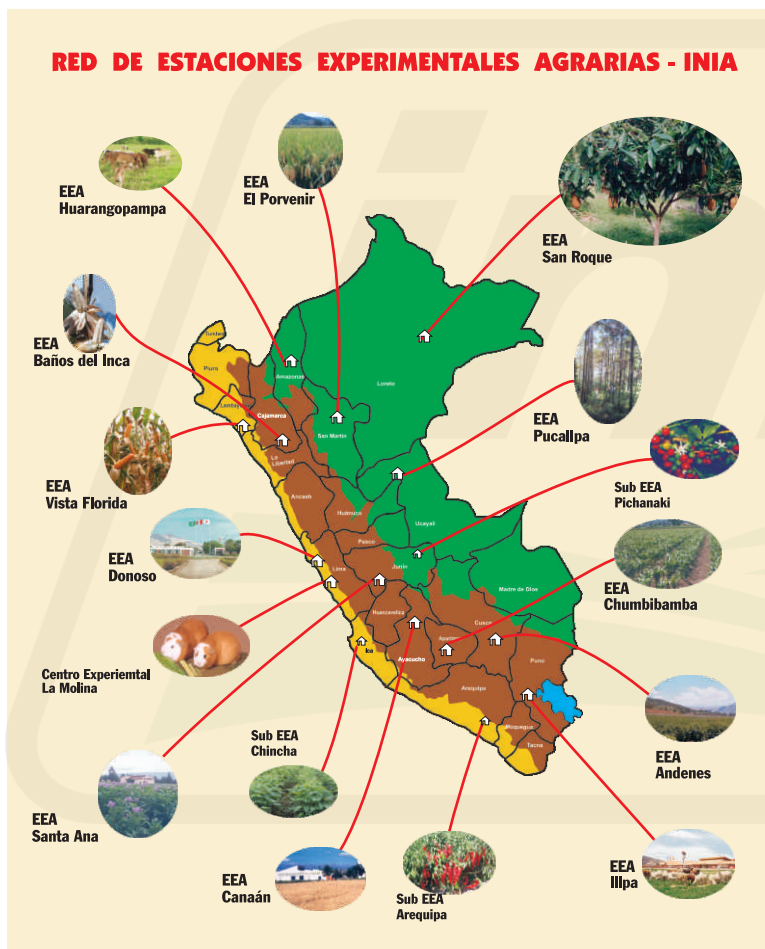 RED DE ESTACIONES EXPERIMENTALES AGRARIAS - INIA
EEA
Huarangopampa
EEA
El Porvenir
EEA
San Roque
EEA
Baños del Inca
EEA
Pucallpa
EEA
Vista Florida
Sub EEA
Pichanaki
EEA
Donoso
EEA
Chumbibamba
Centro Experiemtal
La Molina
Sub EEA
Chincha
EEA
Andenes
EEA
Santa Ana
EEA
Canaán
Sub EEA
Arequipa
EEA
Illpa
Piura
Amazonas
Loreto
Cajamarca
San Martín
La
Libertad
Ancash
Huánuco
Ucayali
Pasco
Lima
Junín
Madre de Dios
Huancavelica
Cusco
Ica
Ayacucho
Puno
Arequipa
Moquegua
Tacna